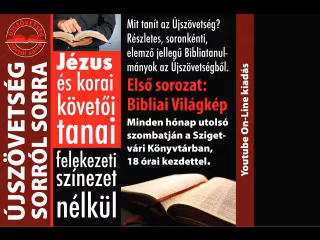 ÚJSZÖVETSÉG
SORRÓL SORRA
Jézus
és korai
követői
tanai
felekezeti
színezet
nélkül
Mit tanít az Újszövetség?
Részletes, soronkénti,
elemző jellegű Bibliatanul-
mányok az Újszövetségből.
Első sorozat:
Bibliai Világkép
Minden hónap utolsó
szombatján a Sziget-
vári Könyvtárban,
18 órai kezdettel.
Youtube On-Line kiadás